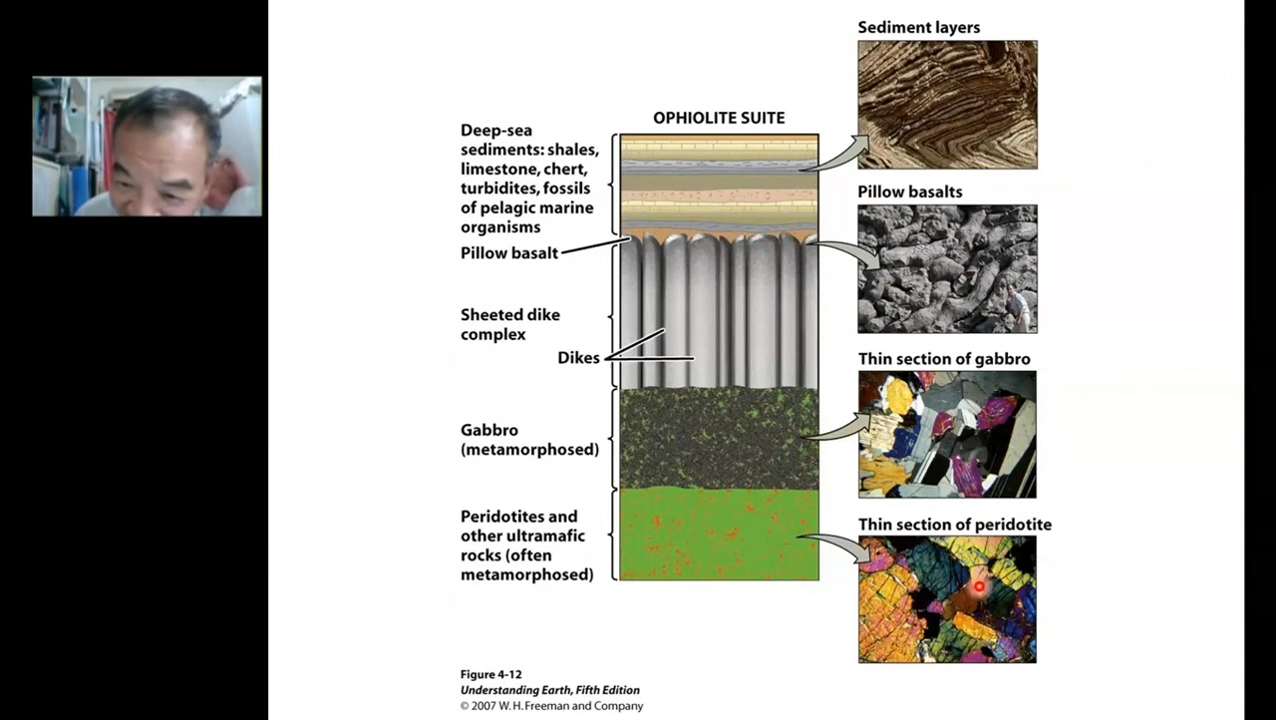 Sediment layers
OPHIOLITE SUITE
Deep-sea
sediments: shales,
limestone, chert,
turbidites, fossils
of pelagic marine
organisms
Pillow basalt
Pillow basalts
Sheeted dike
complex
Dikes
Thin section of gabbro
Gabbro
(metamorphosed)
Peridotites and
other ultramafic
rocks (often
metamorphosed)
Thin section of peridotite
Figure 4-12
Understanding Earth, Fifth Edition
© 2007 W. H. Freeman and Company